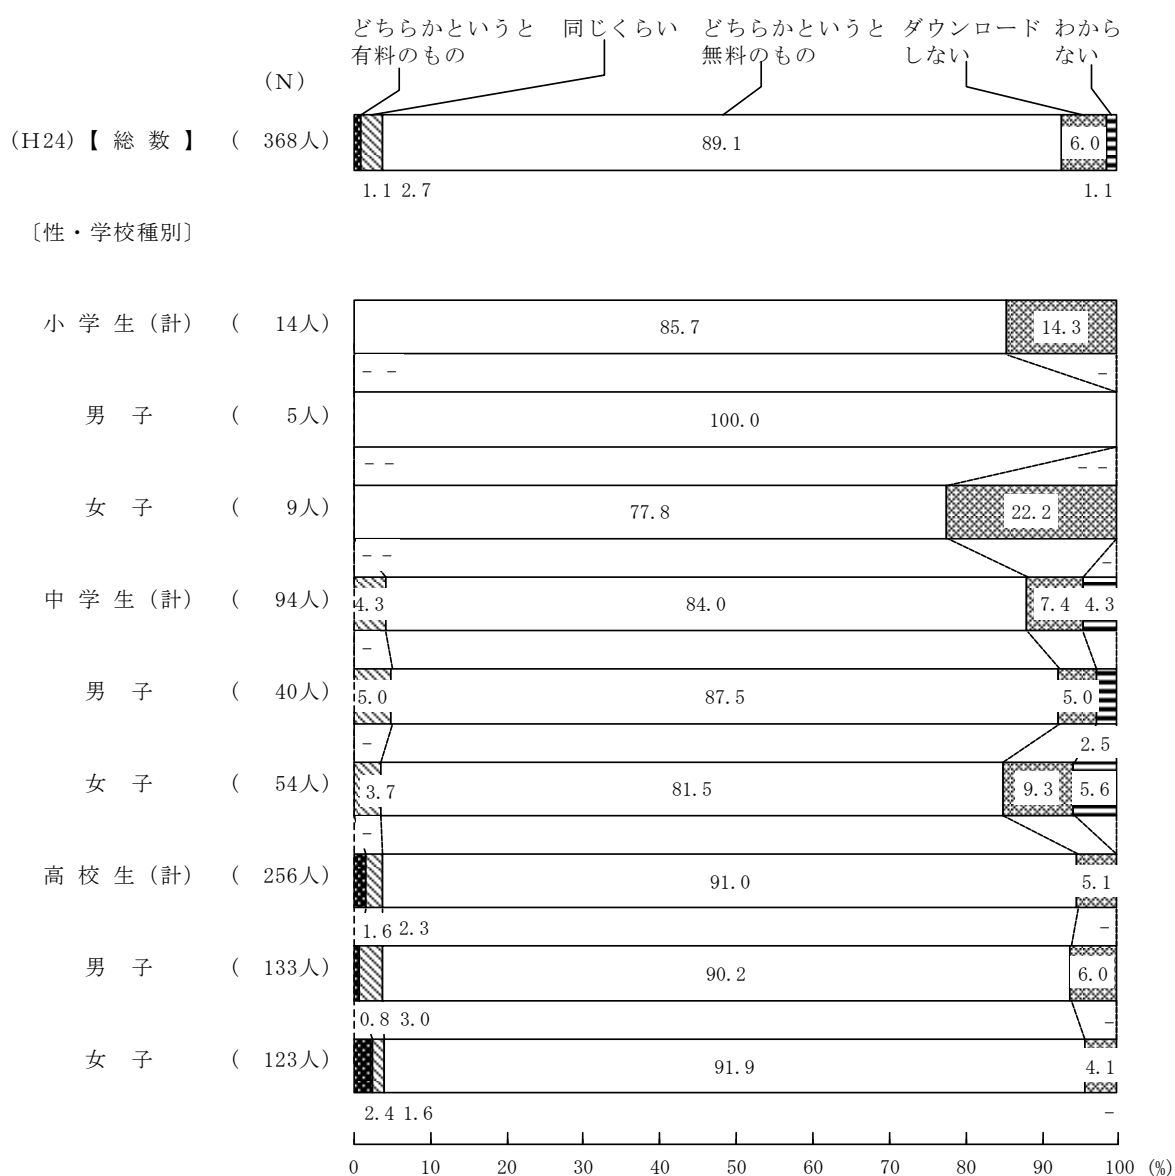 どちらかというと 同じくらい どちらかというと ダウンロード わから
有料のもの 無料のもの しない ない
(N)
(H24)【 総 数 】 ( 368人) 89.1 6.0
1.1 2.7 1.1
〔性・学校種別〕
小 学 生 (計) ( 14人) 85.7 14.3
- - -
男 子 ( 5人) 100.0
- - - -
女 子 ( 9人) 77.8 22.2
- - -
中 学 生 (計) ( 94人) 4.3 84.0 7.4 4.3
-
男 子 ( 40人) 5.0 87.5 5.0
- 2.5
女 子 ( 54人) 3.7 81.5 9.3 5.6
-
高 校 生 (計) ( 256人) 91.0 5.1
1.6 2.3 -
男 子 ( 133人) 90.2 6.0
0.8 3.0 -
女 子 ( 123人) 91.9 4.1
2.4 1.6 -
0 10 20 30 40 50 60 70 80 90 100 (%)